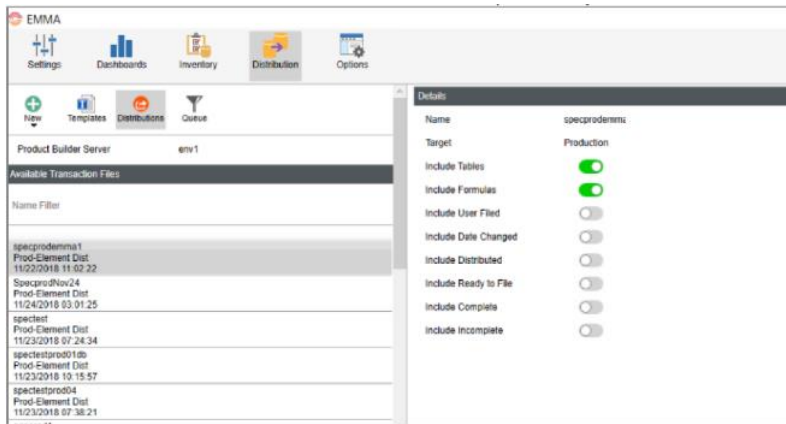 EMMA
Settings
Dashboards
Inventory
Distribution
Options
New
Templates
Distributions
Queue
Product Builder Server env1
Available Transaction Files
Name Filter
specprodemma1
Prod-Element Dist
11/22/2018 11:02:22
SpecprodNov24
Prod-Element Dist
11/24/2018 03:01:25
spectest
Prod-Element Dist
11/23/2018 07:24:34
spectestprod01db
Prod-Element Dist
11/23/2018 10:15:57
spectestprod04
Prod-Element Dist
11/23/2018 07:38:21
Details
Name specprodemma
Target Production
Include Tables
Include Formulas
Include User Filed
Include Date Changed
Include Distributed
Include Ready to File
Include Complete
Include Incomplete